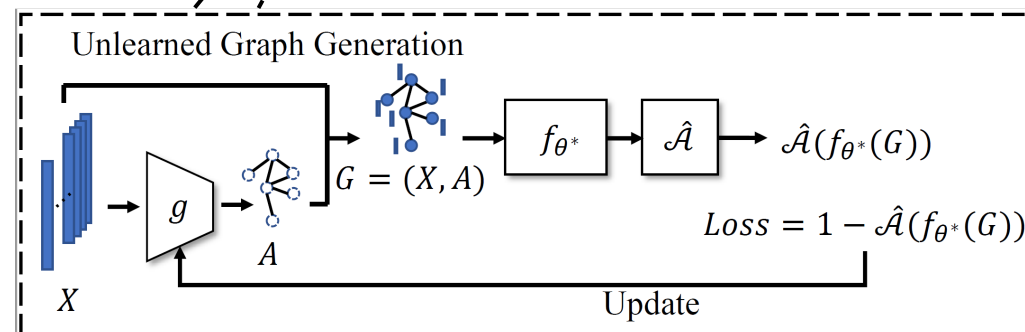 Unlearned Graph Generation
X
g
A
G = (X, A)
f_θ*
𝒜̂
𝒜̂(f_θ*(G))
Loss = 1 − 𝒜̂(f_θ*(G))
Update